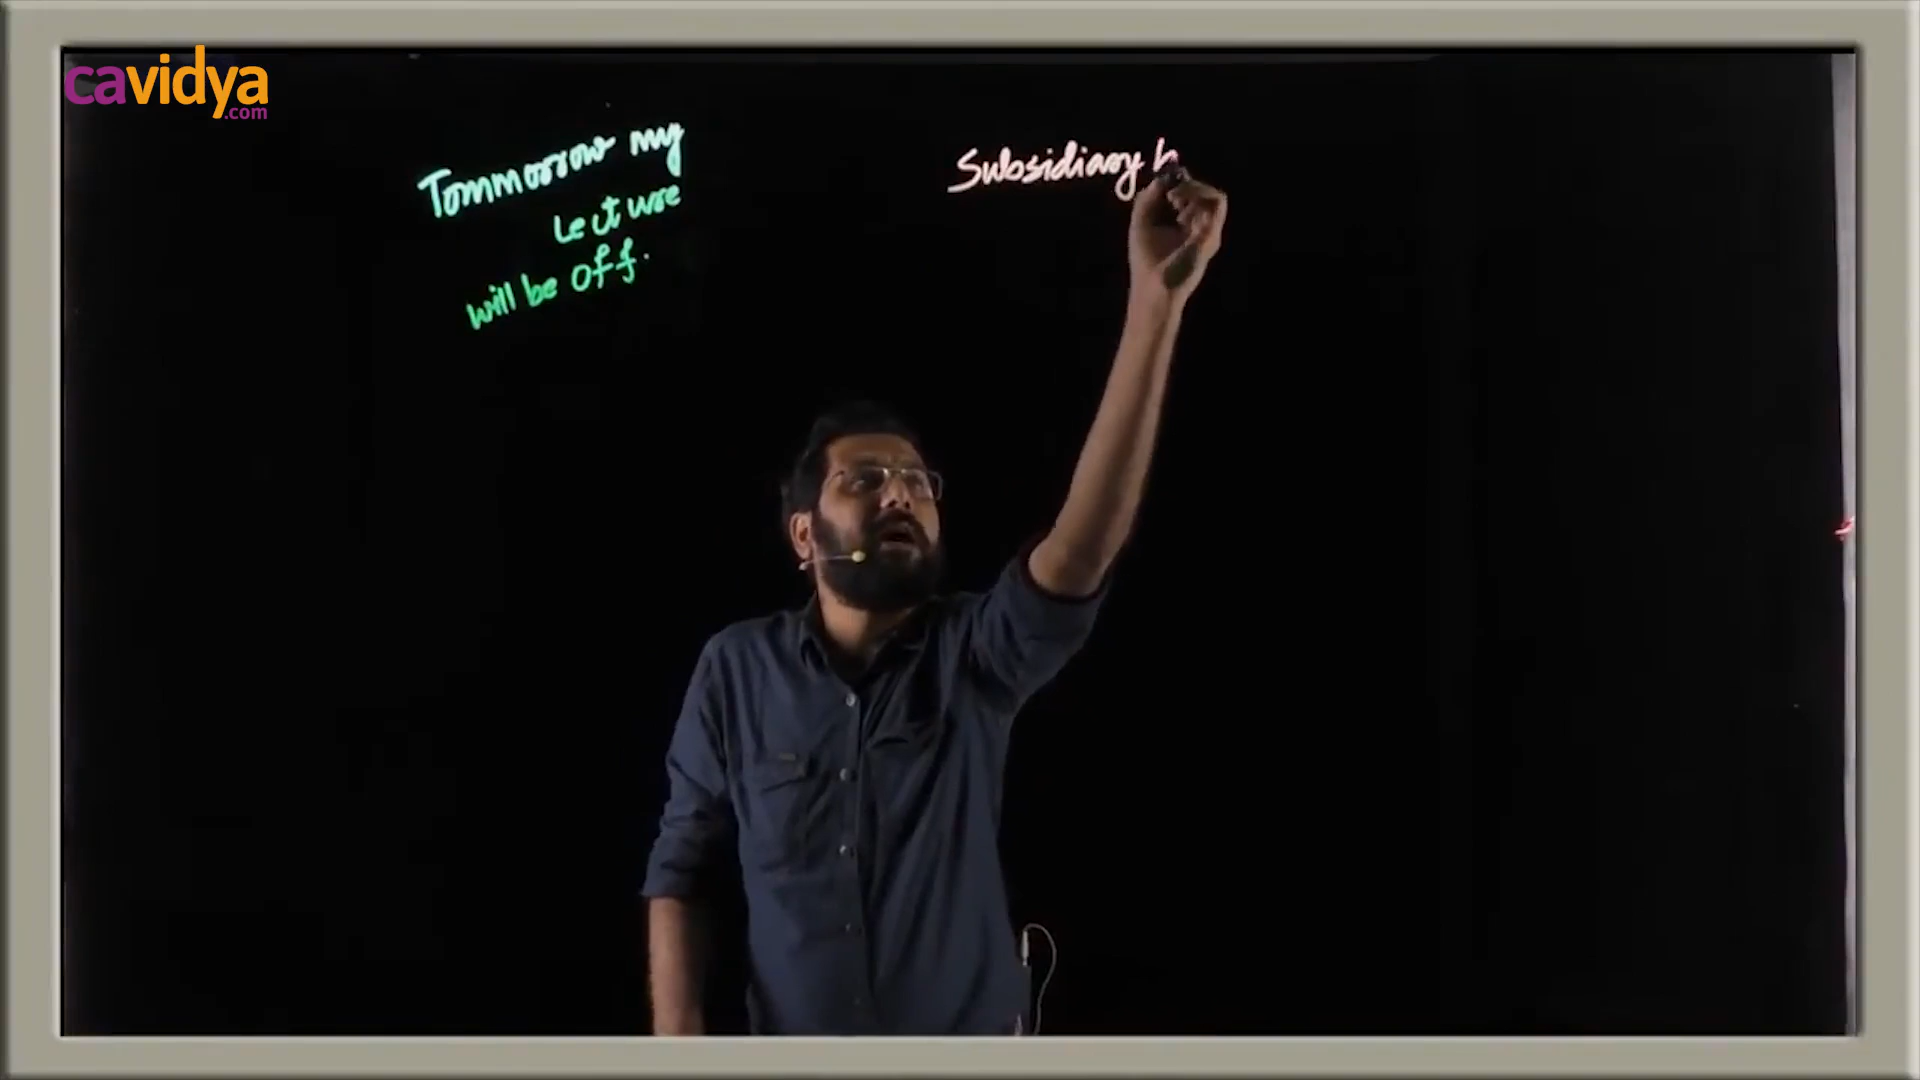 cavidya
.com
Tommorrow my
Lecture
will be off.
Subsidiary b